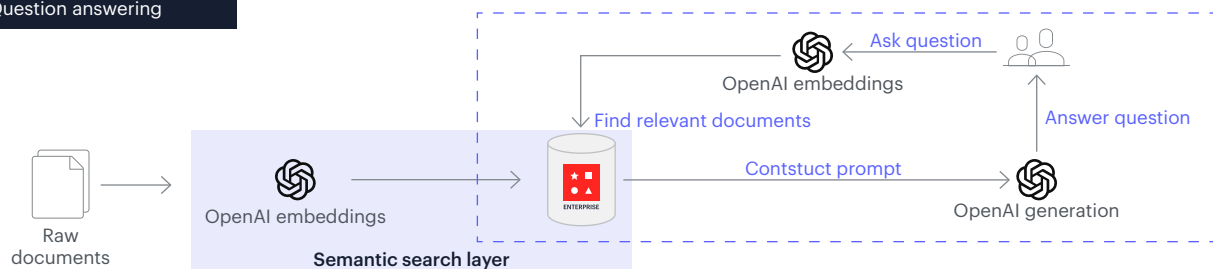 Question answering
Ask question
OpenAI embeddings
Find relevant documents
Answer question
Contstuct prompt
ENTERPRISE
OpenAI embeddings
OpenAI generation
Raw
documents
Semantic search layer